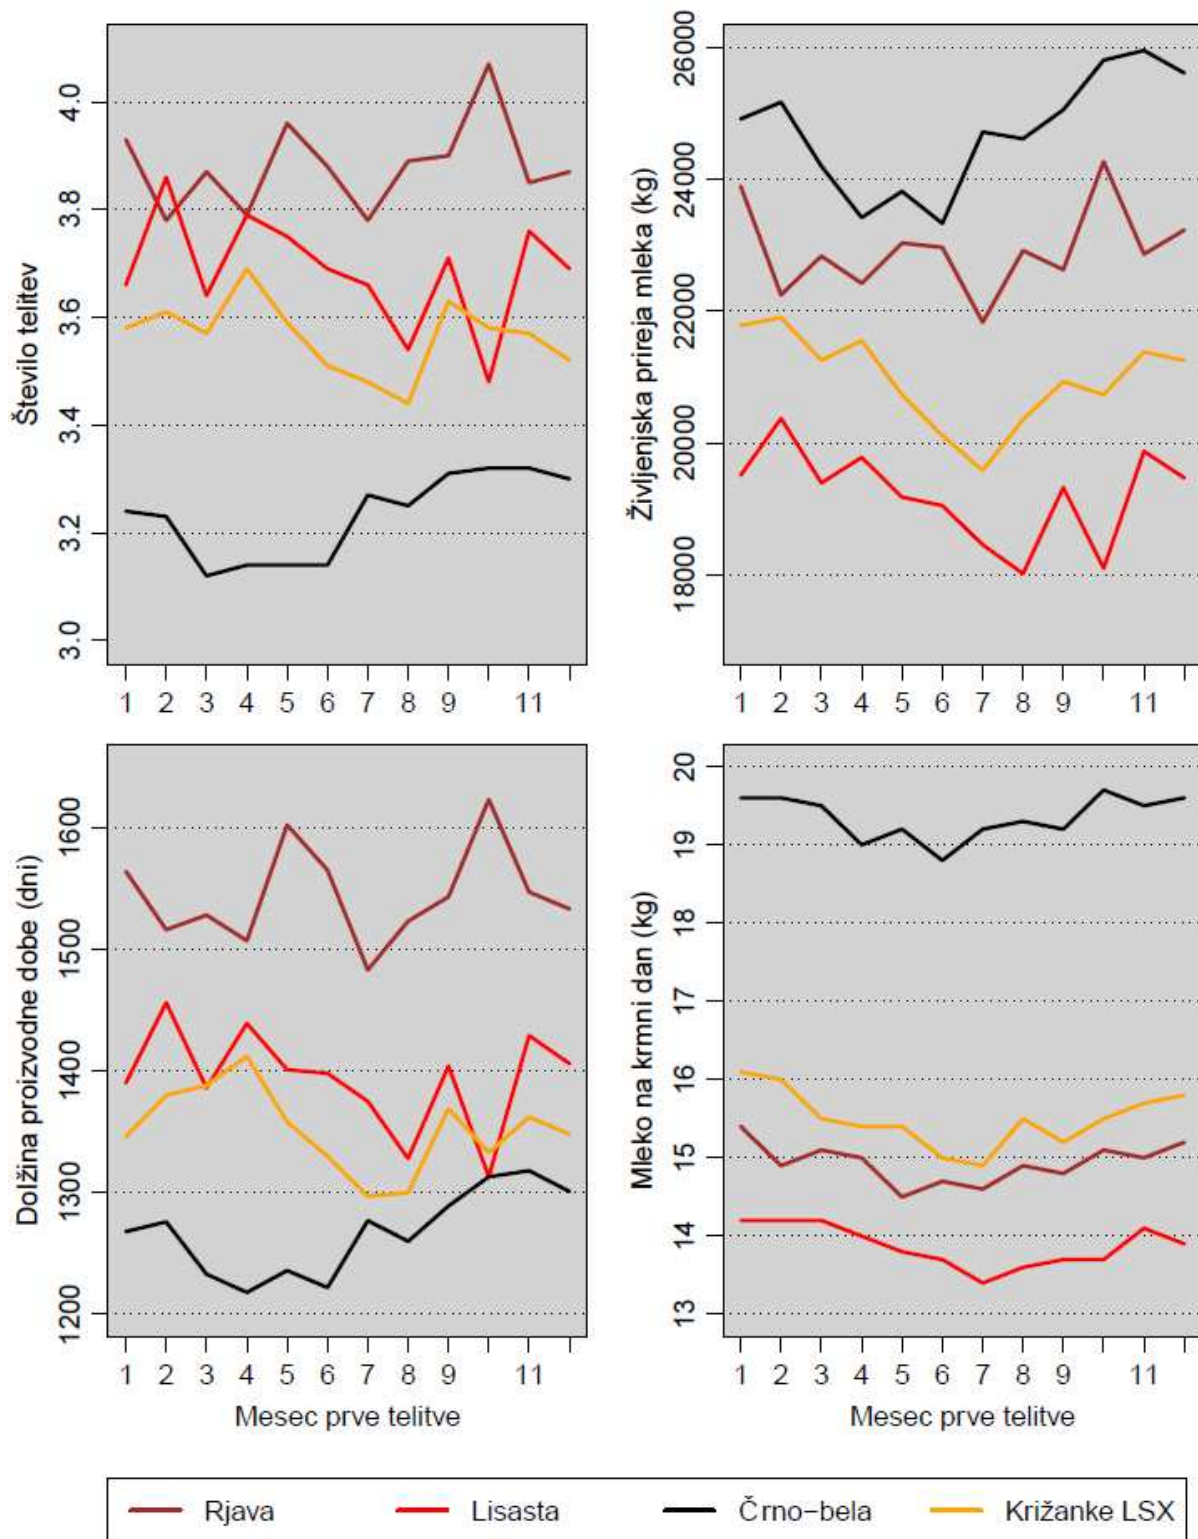 Število telitev
4.0
3.8
3.6
3.4
3.2
3.0
1 2 3 4 5 6 7 8 9 11
Življenjska prireja mleka (kg)
26000
24000
22000
20000
18000
1 2 3 4 5 6 7 8 9 11
Dolžina proizvodne dobe (dni)
1600
1500
1400
1300
1200
1 2 3 4 5 6 7 8 9 11
Mesec prve telitve
Mleko na krmni dan (kg)
20
19
18
17
16
15
14
13
1 2 3 4 5 6 7 8 9 11
Mesec prve telitve
Rjava Lisasta Črno-bela Križanke LSX